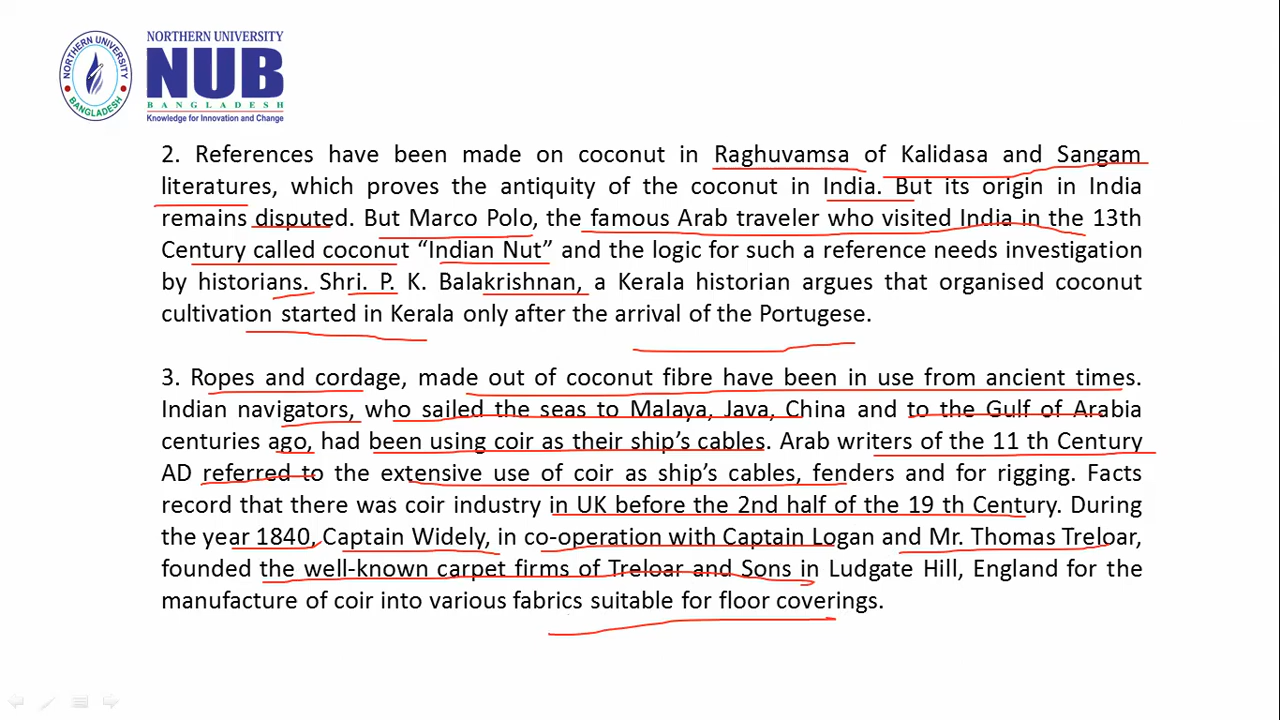 NORTHERN UNIVERSITY
BANGLADESH
NORTHERN UNIVERSITY
NUB
BANGLADESH
Knowledge for Innovation and Change
2. References have been made on coconut in Raghuvamsa of Kalidasa and Sangam
literatures, which proves the antiquity of the coconut in India. But its origin in India
remains disputed. But Marco Polo, the famous Arab traveler who visited India in the 13th
Century called coconut “Indian Nut” and the logic for such a reference needs investigation
by historians. Shri. P. K. Balakrishnan, a Kerala historian argues that organised coconut
cultivation started in Kerala only after the arrival of the Portugese.
3. Ropes and cordage, made out of coconut fibre have been in use from ancient times.
Indian navigators, who sailed the seas to Malaya, Java, China and to the Gulf of Arabia
centuries ago, had been using coir as their ship’s cables. Arab writers of the 11 th Century
AD referred to the extensive use of coir as ship’s cables, fenders and for rigging. Facts
record that there was coir industry in UK before the 2nd half of the 19 th Century. During
the year 1840, Captain Widely, in co-operation with Captain Logan and Mr. Thomas Treloar,
founded the well-known carpet firms of Treloar and Sons in Ludgate Hill, England for the
manufacture of coir into various fabrics suitable for floor coverings.